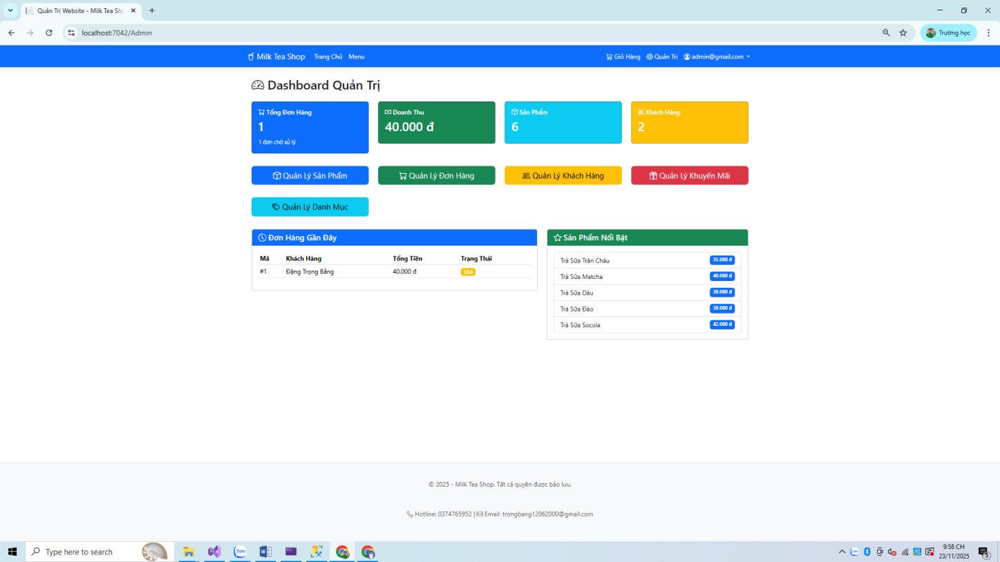 Quản Trị Website - Milk Tea Sho
localhost:7042/Admin
Trường học
Milk Tea Shop Trang Chủ Menu Giỏ Hàng Quản Trị admin@gmail.com
Dashboard Quản Trị
Tổng Đơn Hàng
1
1 đơn chờ xử lý
Doanh Thu
40.000 đ
Sản Phẩm
6
Khách Hàng
2
Quản Lý Sản Phẩm
Quản Lý Đơn Hàng
Quản Lý Khách Hàng
Quản Lý Khuyến Mãi
Quản Lý Danh Mục
Đơn Hàng Gần Đây
Mã Khách Hàng Tổng Tiền Trạng Thái
#1 Đặng Trọng Bằng 40.000 đ Chờ
Sản Phẩm Nổi Bật
Trà Sữa Trân Châu 35.000 đ
Trà Sữa Matcha 40.000 đ
Trà Sữa Dâu 38.000 đ
Trà Sữa Đào 38.000 đ
Trà Sữa Socola 42.000 đ
© 2025 - Milk Tea Shop. Tất cả quyền được bảo lưu.
Hotline: 0374765952 | Email: trongbang12062000@gmail.com
Type here to search
Zalo
9:58 CH
23/11/2025
5